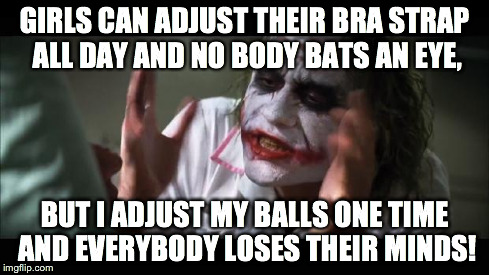 GIRLS CAN ADJUST THEIR BRA STRAP
ALL DAY AND NO BODY BATS AN EYE,
BUT I ADJUST MY BALLS ONE TIME
AND EVERYBODY LOSES THEIR MINDS!
imgflip.com